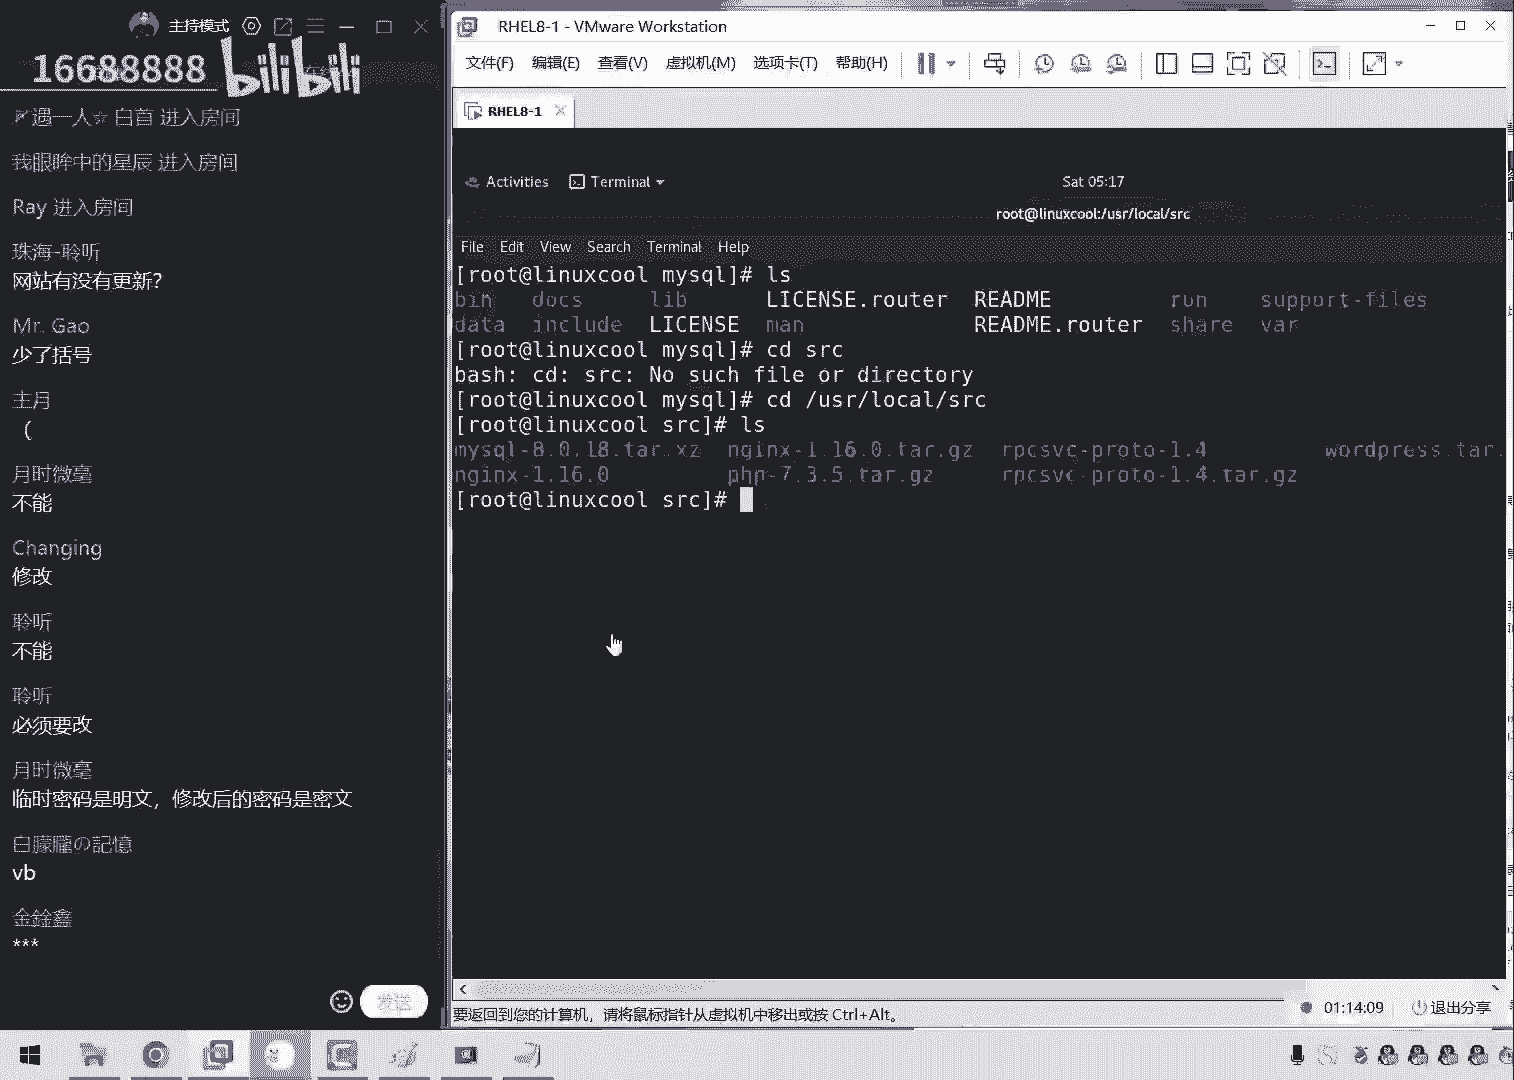 主持模式
16688888
bilibili
遇一人☆ 白首 进入房间
我眼眸中的星辰 进入房间
Ray 进入房间
珠海-聆听
网站有没有更新?
Mr. Gao
少了括号
主月
（
月时微毫
不能
Changing
修改
聆听
不能
聆听
必须要改
月时微毫
临时密码是明文，修改后的密码是密文
白朦朧の記憶
vb
金銓鑫
***
发送
RHEL8-1 - VMware Workstation
文件(F) 编辑(E) 查看(V) 虚拟机(M) 选项卡(T) 帮助(H)
RHEL8-1
Activities Terminal Sat 05:17
root@linuxcool:/usr/local/src
File Edit View Search Terminal Help
[root@linuxcool mysql]# ls
bin docs lib LICENSE.router README run support-files
data include LICENSE man README.router share var
[root@linuxcool mysql]# cd src
bash: cd: src: No such file or directory
[root@linuxcool mysql]# cd /usr/local/src
[root@linuxcool src]# ls
mysql-8.0.18.tar.xz nginx-1.16.0.tar.gz rpcsvc-proto-1.4 wordpress.tar.
nginx-1.16.0 php-7.3.5.tar.gz rpcsvc-proto-1.4.tar.gz
[root@linuxcool src]#
要返回到您的计算机，请将鼠标指针从虚拟机中移出或按 Ctrl+Alt。
01:14:09 退出分享